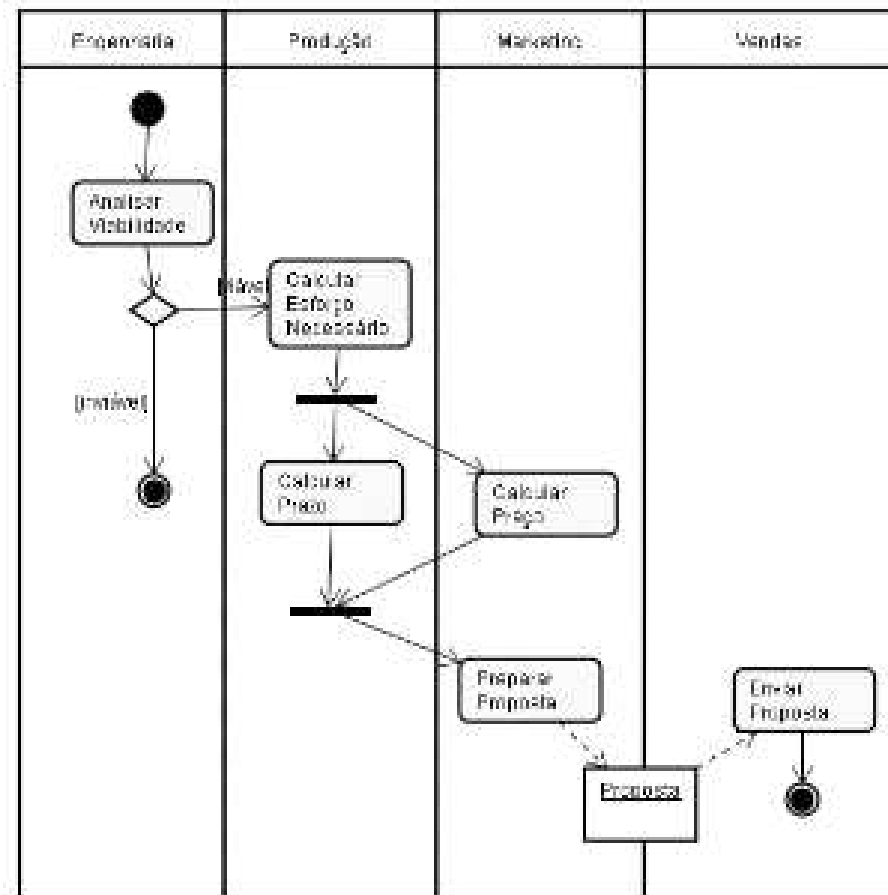 Engenharia
Produção
Marketing
Vendas
Analisar
Viabilidade
[viável]
Calcular
Esforço
Necessário
[inviável]
Calcular
Prazo
Calcular
Preço
Preparar
Proposta
Enviar
Proposta
Proposta